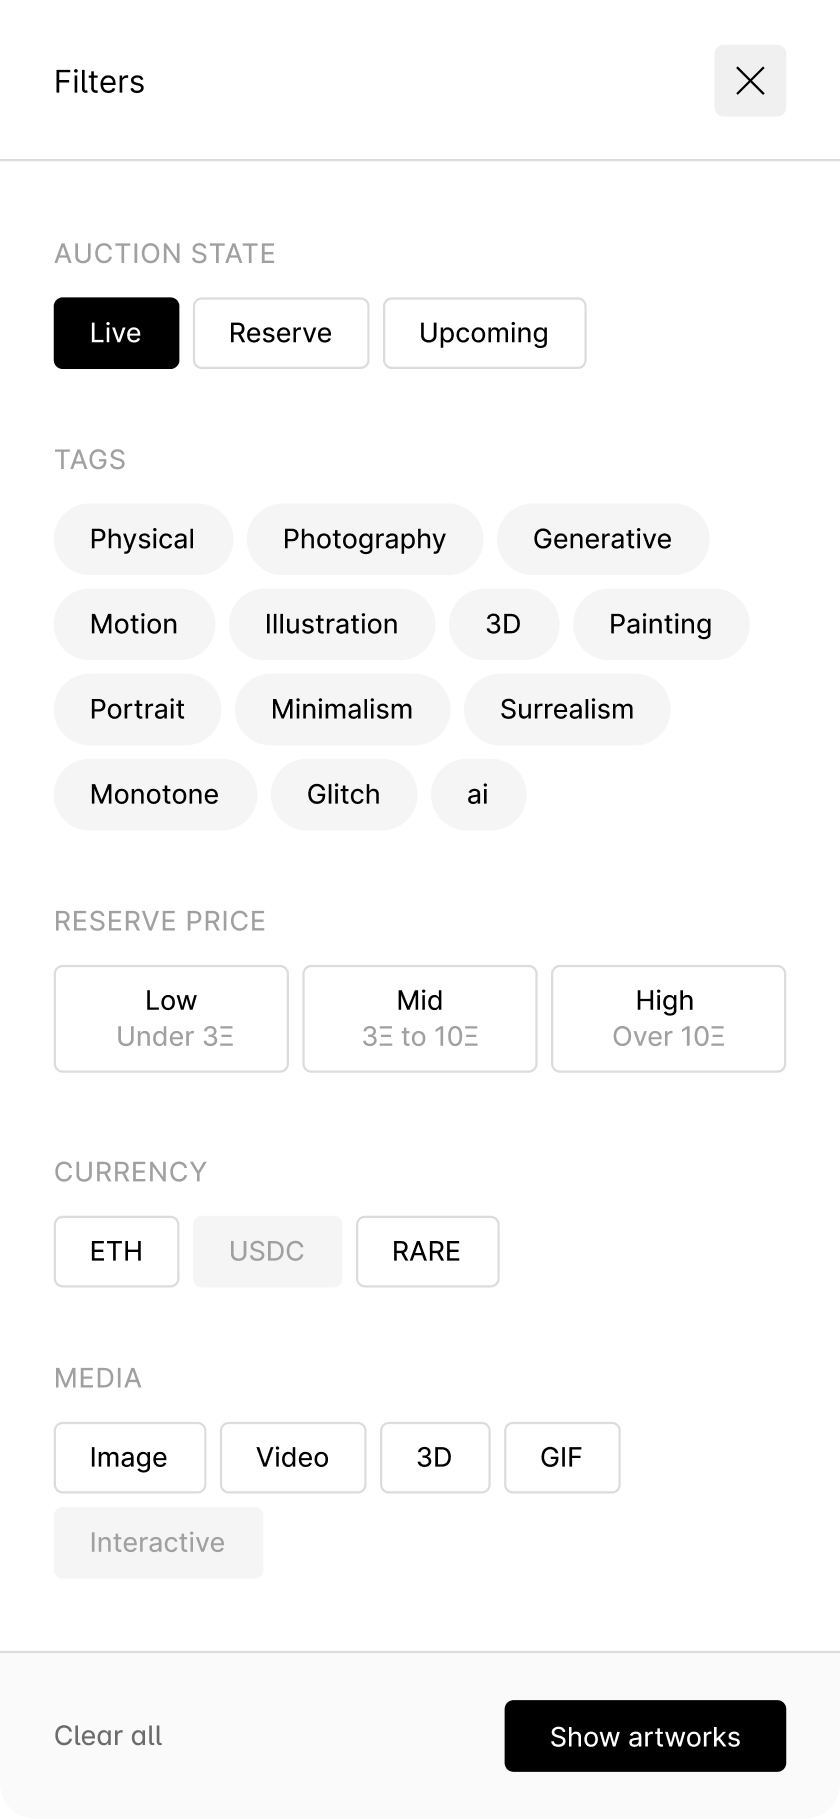 Filters
AUCTION STATE
Live Reserve Upcoming
TAGS
Physical Photography Generative
Motion Illustration 3D Painting
Portrait Minimalism Surrealism
Monotone Glitch ai
RESERVE PRICE
Low Mid High
Under 3Ξ 3Ξ to 10Ξ Over 10Ξ
CURRENCY
ETH USDC RARE
MEDIA
Image Video 3D GIF
Interactive
Clear all Show artworks